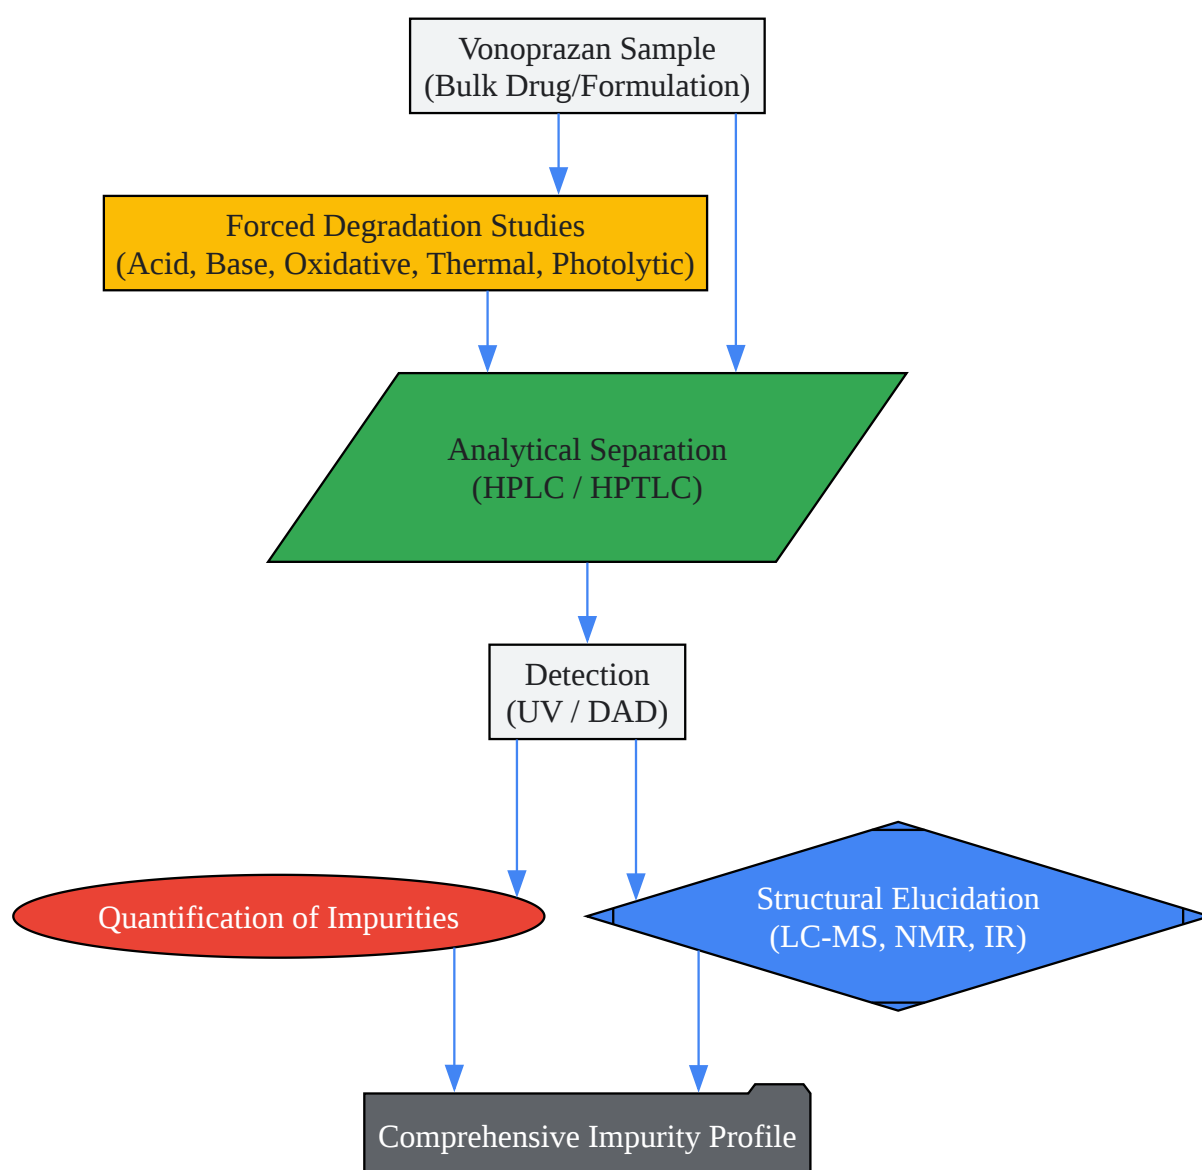 Vonoprazan Sample
(Bulk Drug/Formulation)
Forced Degradation Studies
(Acid, Base, Oxidative, Thermal, Photolytic)
Analytical Separation
(HPLC / HPTLC)
Detection
(UV / DAD)
Quantification of Impurities
Structural Elucidation
(LC-MS, NMR, IR)
Comprehensive Impurity Profile